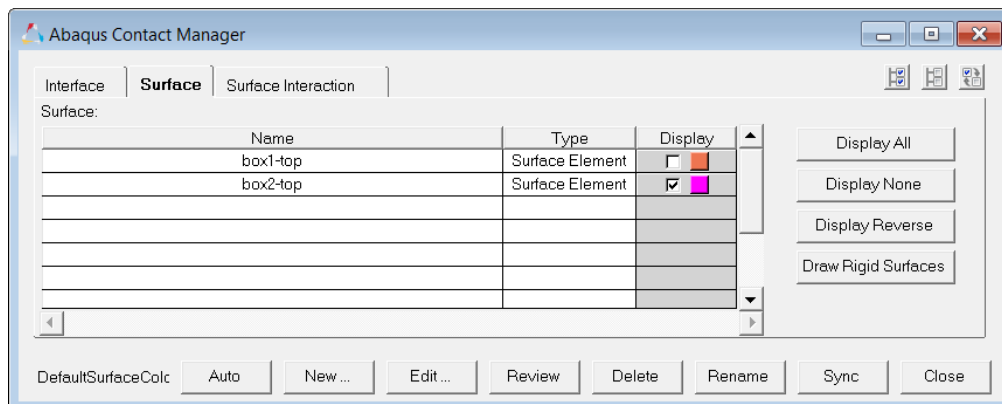 Abaqus Contact Manager
Interface Surface Surface Interaction
Surface:
Name Type Display
box1-top Surface Element
box2-top Surface Element
Display All
Display None
Display Reverse
Draw Rigid Surfaces
DefaultSurfaceColc Auto New ... Edit ... Review Delete Rename Sync Close